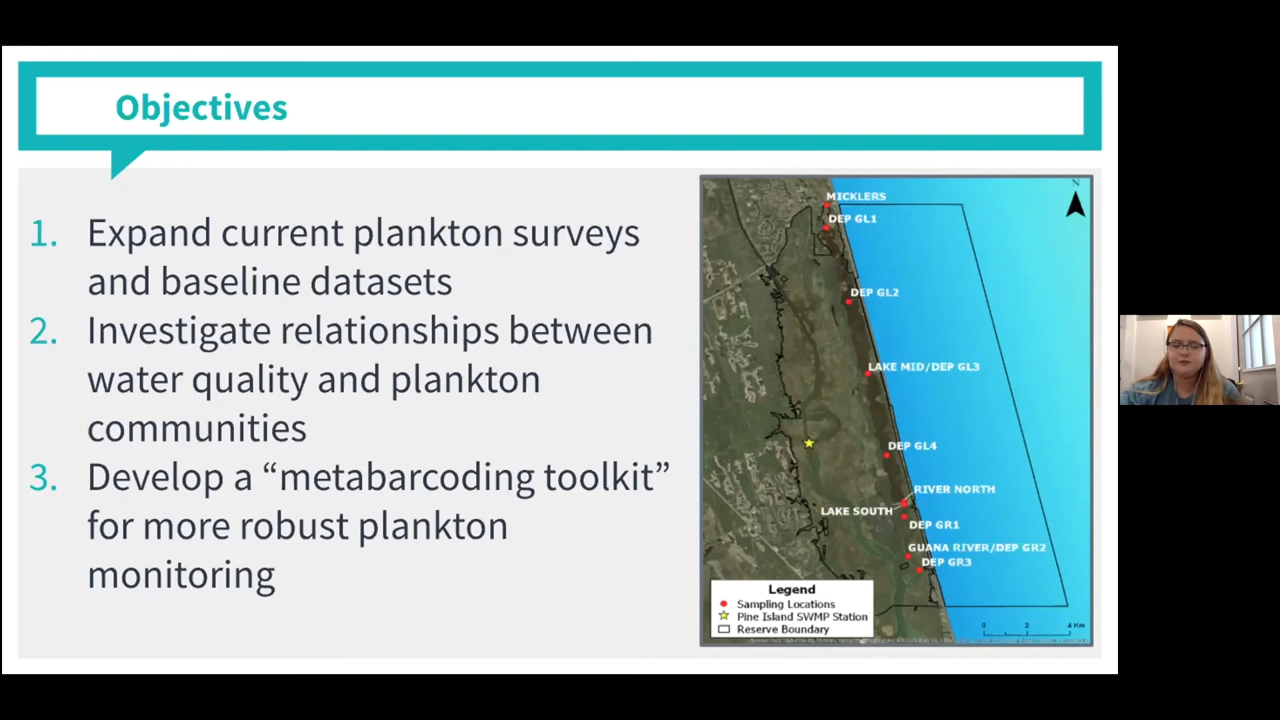 Objectives
1. Expand current plankton surveys
and baseline datasets
2. Investigate relationships between
water quality and plankton
communities
3. Develop a “metabarcoding toolkit”
for more robust plankton
monitoring
N
MICKLERS
DEP GL1
DEP GL2
LAKE MID/DEP GL3
DEP GL4
RIVER NORTH
LAKE SOUTH
DEP GR1
GUANA RIVER/DEP GR2
DEP GR3
Legend
Sampling Locations
Pine Island SWMP Station
Reserve Boundary
0 2 4 Km